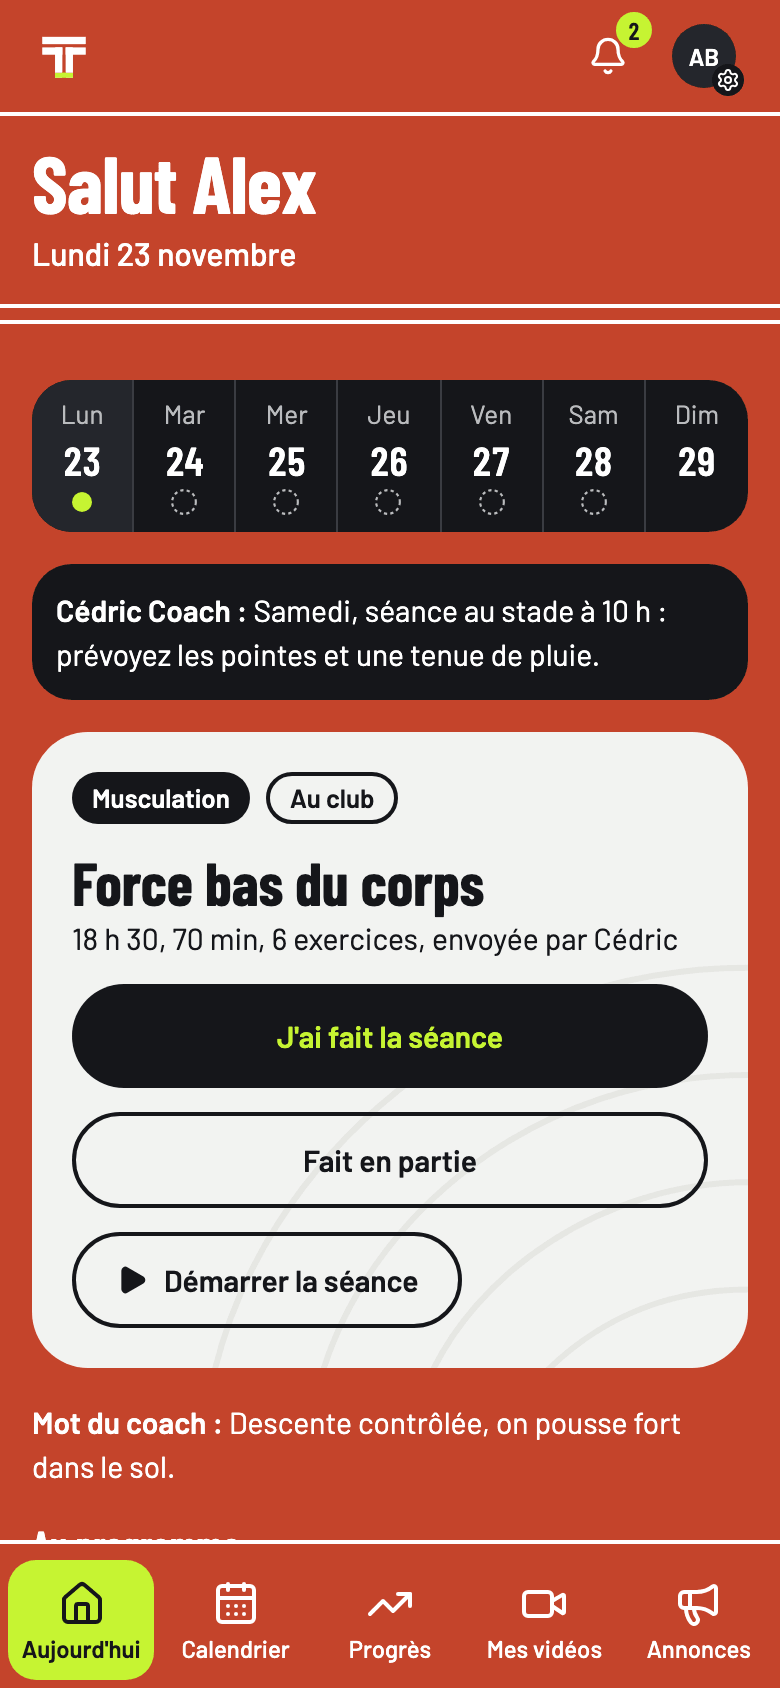 2
AB
Salut Alex
Lundi 23 novembre
Lun Mar Mer Jeu Ven Sam Dim
23 24 25 26 27 28 29
Cédric Coach : Samedi, séance au stade à 10 h :
prévoyez les pointes et une tenue de pluie.
Musculation Au club
Force bas du corps
18 h 30, 70 min, 6 exercices, envoyée par Cédric
J'ai fait la séance
Fait en partie
Démarrer la séance
Mot du coach : Descente contrôlée, on pousse fort
dans le sol.
Aujourd'hui Calendrier Progrès Mes vidéos Annonces